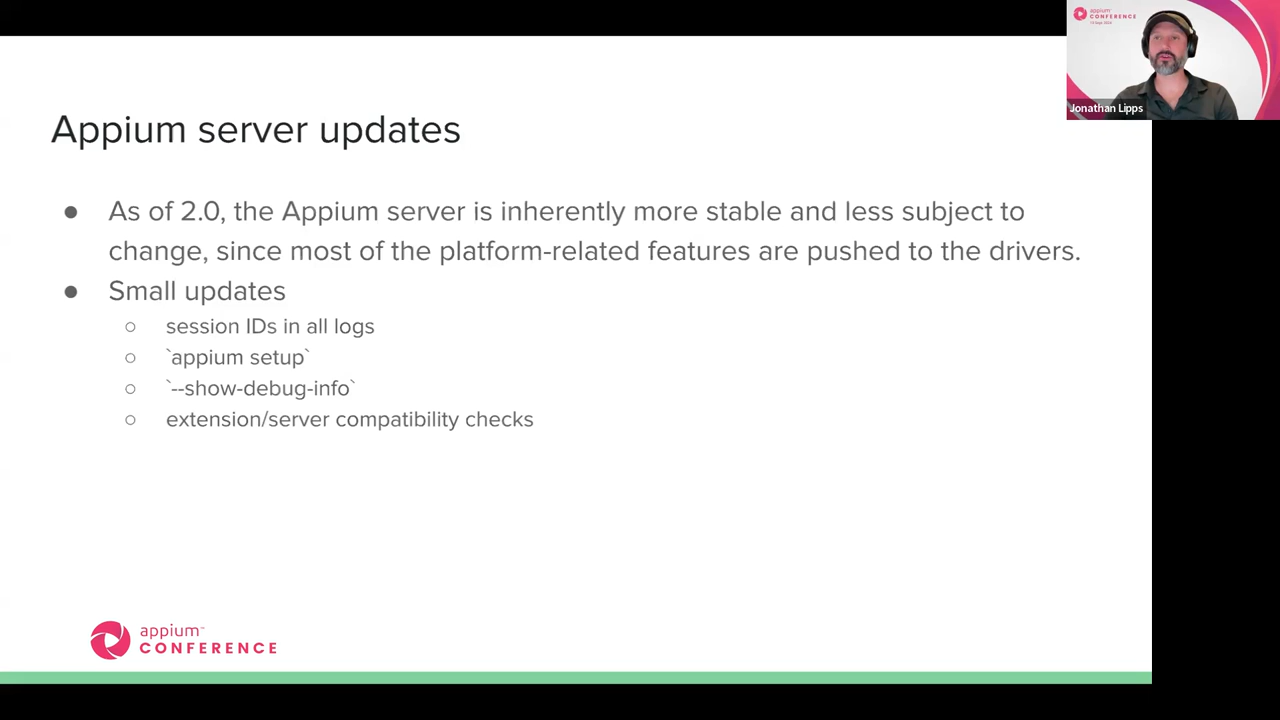 appium™
CONFERENCE
Jonathan Lipps
Appium server updates
● As of 2.0, the Appium server is inherently more stable and less subject to
change, since most of the platform-related features are pushed to the drivers.
● Small updates
○ session IDs in all logs
○ `appium setup`
○ `--show-debug-info`
○ extension/server compatibility checks
appium™
CONFERENCE